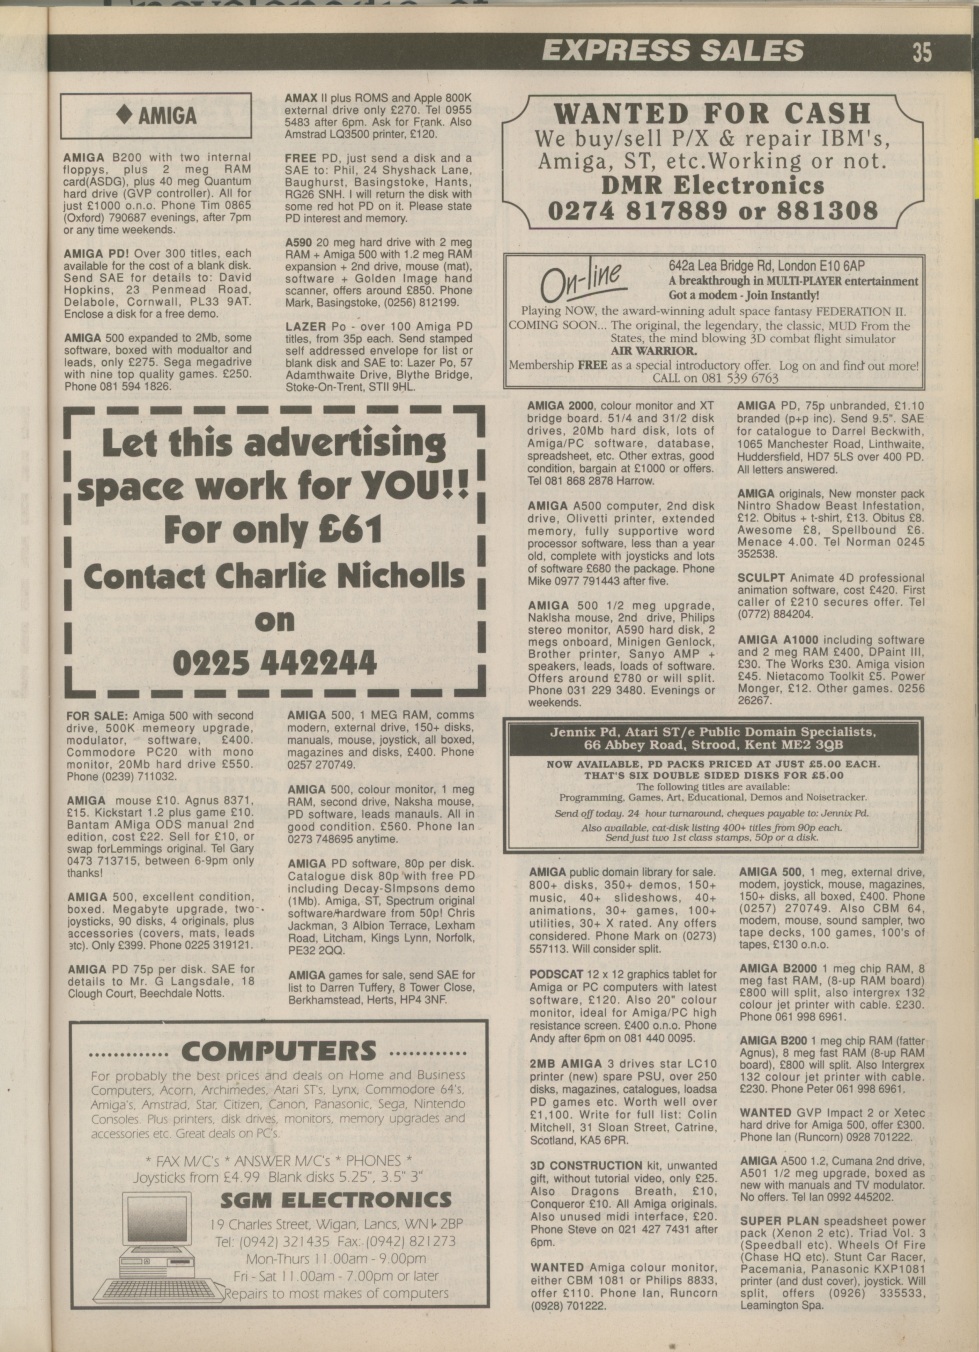 EXPRESS SALES
35
◆ AMIGA
AMIGA B200 with two internal
floppys, plus 2 meg RAM
card(ASDG), plus 40 meg Quantum
hard drive (GVP controller). All for
just £1000 o.n.o. Phone Tim 0865
(Oxford) 790687 evenings, after 7pm
or any time weekends.
AMIGA PD! Over 300 titles, each
available for the cost of a blank disk.
Send SAE for details to: David
Hopkins, 23 Penmead Road,
Delabole, Cornwall, PL33 9AT.
Enclose a disk for a free demo.
AMIGA 500 expanded to 2Mb, some
software, boxed with modualtor and
leads, only £275. Sega megadrive
with nine top quality games. £250.
Phone 081 594 1826.
AMAX II plus ROMS and Apple 800K
external drive only £270. Tel 0955
5483 after 6pm. Ask for Frank. Also
Amstrad LQ3500 printer, £120.
FREE PD, just send a disk and a
SAE to: Phil, 24 Shyshack Lane,
Baughurst, Basingstoke, Hants,
RG26 SNH. I will return the disk with
some red hot PD on it. Please state
PD interest and memory.
A590 20 meg hard drive with 2 meg
RAM + Amiga 500 with 1.2 meg RAM
expansion + 2nd drive, mouse (mat),
software + Golden Image hand
scanner, offers around £850. Phone
Mark, Basingstoke, (0256) 812199.
LAZER Po - over 100 Amiga PD
titles, from 35p each. Send stamped
self addressed envelope for list or
blank disk and SAE to: Lazer Po, 57
Adamthwaite Drive, Blythe Bridge,
Stoke-On-Trent, STII 9HL.
Let this advertising
space work for YOU!!
For only £61
Contact Charlie Nicholls
on
0225 442244
FOR SALE: Amiga 500 with second
drive, 500K memeory upgrade,
modulator, software, £400.
Commodore PC20 with mono
monitor, 20Mb hard drive £550.
Phone (0239) 711032.
AMIGA mouse £10. Agnus 8371,
£15. Kickstart 1.2 plus game £10.
Bantam AMiga ODS manual 2nd
edition, cost £22. Sell for £10, or
swap forLemmings original. Tel Gary
0473 713715, between 6-9pm only
thanks!
AMIGA 500, excellent condition,
boxed. Megabyte upgrade, two
joysticks, 90 disks, 4 originals, plus
accessories (covers, mats, leads
etc). Only £399. Phone 0225 319121.
AMIGA PD 75p per disk. SAE for
details to Mr. G Langsdale, 18
Clough Court, Beechdale Notts.
AMIGA 500, 1 MEG RAM, comms
modern, external drive, 150+ disks,
manuals, mouse, joystick, all boxed,
magazines and disks, £400. Phone
0257 270749.
AMIGA 500, colour monitor, 1 meg
RAM, second drive, Naksha mouse,
PD software, leads manauls. All in
good condition. £560. Phone Ian
0273 748695 anytime.
AMIGA PD software, 80p per disk.
Catalogue disk 80p with free PD
including Decay-SImpsons demo
(1Mb). Amiga, ST, Spectrum original
software/hardware from 50p! Chris
Jackman, 3 Albion Terrace, Lexham
Road, Litcham, Kings Lynn, Norfolk,
PE32 2QQ.
AMIGA games for sale, send SAE for
list to Darren Tuffery, 8 Tower Close,
Berkhamstead, Herts, HP4 3NF.
COMPUTERS
For probably the best prices and deals on Home and Business
Computers, Acorn, Archimedes, Atari ST's, Lynx, Commodore 64's,
Amiga's, Amstrad, Star, Citizen, Canon, Panasonic, Sega, Nintendo
Consoles. Plus printers, disk drives, monitors, memory upgrades and
accessories etc. Great deals on PC's.
* FAX M/C's * ANSWER M/C's * PHONES *
Joysticks from £4.99 Blank disks 5.25", 3.5" 3"
SGM ELECTRONICS
19 Charles Street, Wigan, Lancs, WN1 2BP
Tel: (0942) 321435 Fax: (0942) 821273
Mon-Thurs 11.00am - 9.00pm
Fri - Sat 11.00am - 7.00pm or later
Repairs to most makes of computers
WANTED FOR CASH
We buy/sell P/X & repair IBM's,
Amiga, ST, etc.Working or not.
DMR Electronics
0274 817889 or 881308
On-line
642a Lea Bridge Rd, London E10 6AP
A breakthrough in MULTI-PLAYER entertainment
Got a modem - Join Instantly!
Playing NOW, the award-winning adult space fantasy FEDERATION II.
COMING SOON... The original, the legendary, the classic, MUD From the
States, the mind blowing 3D combat flight simulator
AIR WARRIOR.
Membership FREE as a special introductory offer. Log on and find out more!
CALL on 081 539 6763
AMIGA 2000, colour monitor and XT
bridge board. 51/4 and 31/2 disk
drives, 20Mb hard disk, lots of
Amiga/PC software, database,
spreadsheet, etc. Other extras, good
condition, bargain at £1000 or offers.
Tel 081 868 2878 Harrow.
AMIGA A500 computer, 2nd disk
drive, Olivetti printer, extended
memory, fully supportive word
processor software, less than a year
old, complete with joysticks and lots
of software £680 the package. Phone
Mike 0977 791443 after five.
AMIGA 500 1/2 meg upgrade,
NakIsha mouse, 2nd drive, Philips
stereo monitor, A590 hard disk, 2
megs onboard, Minigen Genlock,
Brother printer, Sanyo AMP +
speakers, leads, loads of software.
Offers around £780 or will split.
Phone 031 229 3480. Evenings or
weekends.
AMIGA PD, 75p unbranded, £1.10
branded (p+p inc). Send 9.5". SAE
for catalogue to Darrel Beckwith,
1065 Manchester Road, Linthwaite,
Huddersfield, HD7 5LS over 400 PD.
All letters answered.
AMIGA originals, New monster pack
Nintro Shadow Beast Infestation,
£12. Obitus + t-shirt, £13. Obitus £8.
Awesome £8, Spellbound £6.
Menace 4.00. Tel Norman 0245
352538.
SCULPT Animate 4D professional
animation software, cost £420. First
caller of £210 secures offer. Tel
(0772) 884204.
AMIGA A1000 including software
and 2 meg RAM £400, DPaint III,
£30. The Works £30. Amiga vision
£45. Nietacomo Toolkit £5. Power
Monger, £12. Other games. 0256
26267.
Jennix Pd, Atari ST/e Public Domain Specialists,
66 Abbey Road, Strood, Kent ME2 3QB
NOW AVAILABLE, PD PACKS PRICED AT JUST £5.00 EACH.
THAT'S SIX DOUBLE SIDED DISKS FOR £5.00
The following titles are available:
Programming, Games, Art, Educational, Demos and Noisetracker.
Send off today. 24 hour turnaround, cheques payable to: Jennix Pd.
Also available, cat-disk listing 400+ titles from 90p each.
Send just two 1st class stamps, 50p or a disk.
AMIGA public domain library for sale.
800+ disks, 350+ demos, 150+
music, 40+ slideshows, 40+
animations, 30+ games, 100+
utilities, 30+ X rated. Any offers
considered. Phone Mark on (0273)
557113. Will consider split.
PODSCAT 12 x 12 graphics tablet for
Amiga or PC computers with latest
software, £120. Also 20" colour
monitor, ideal for Amiga/PC high
resistance screen. £400 o.n.o. Phone
Andy after 6pm on 081 440 0095.
2MB AMIGA 3 drives star LC10
printer (new) spare PSU, over 250
disks, magazines, catalogues, loadsa
PD games etc. Worth well over
£1,100. Write for full list: Colin
Mitchell, 31 Sloan Street, Catrine,
Scotland, KA5 6PR.
3D CONSTRUCTION kit, unwanted
gift, without tutorial video, only £25.
Also Dragons Breath, £10,
Conqueror £10. All Amiga originals.
Also unused midi interface, £20.
Phone Steve on 021 427 7431 after
6pm.
WANTED Amiga colour monitor,
either CBM 1081 or Philips 8833,
offer £110. Phone Ian, Runcorn
(0928) 701222.
AMIGA 500, 1 meg, external drive,
modem, joystick, mouse, magazines,
150+ disks, all boxed, £400. Phone
(0257) 270749. Also CBM 64,
modem, mouse, sound sampler, two
tape decks, 100 games, 100's of
tapes, £130 o.n.o.
AMIGA B2000 1 meg chip RAM, 8
meg fast RAM, (8-up RAM board)
£800 will split, also intergrex 132
colour jet printer with cable. £230.
Phone 061 998 6961.
AMIGA B200 1 meg chip RAM (fatter
Agnus), 8 meg fast RAM (8-up RAM
board), £800 will split. Also Intergrex
132 colour jet printer with cable.
£230. Phone Peter 061 998 6961.
WANTED GVP Impact 2 or Xetec
hard drive for Amiga 500, offer £300.
Phone Ian (Runcorn) 0928 701222.
AMIGA A500 1.2, Cumana 2nd drive,
A501 1/2 meg upgrade, boxed as
new with manuals and TV modulator.
No offers. Tel Ian 0992 445202.
SUPER PLAN speadsheet power
pack (Xenon 2 etc). Triad Vol. 3
(Speedball etc). Wheels Of Fire
(Chase HQ etc). Stunt Car Racer,
Pacemania, Panasonic KXP1081
printer (and dust cover), joystick. Will
split, offers (0926) 335533,
Leamington Spa.